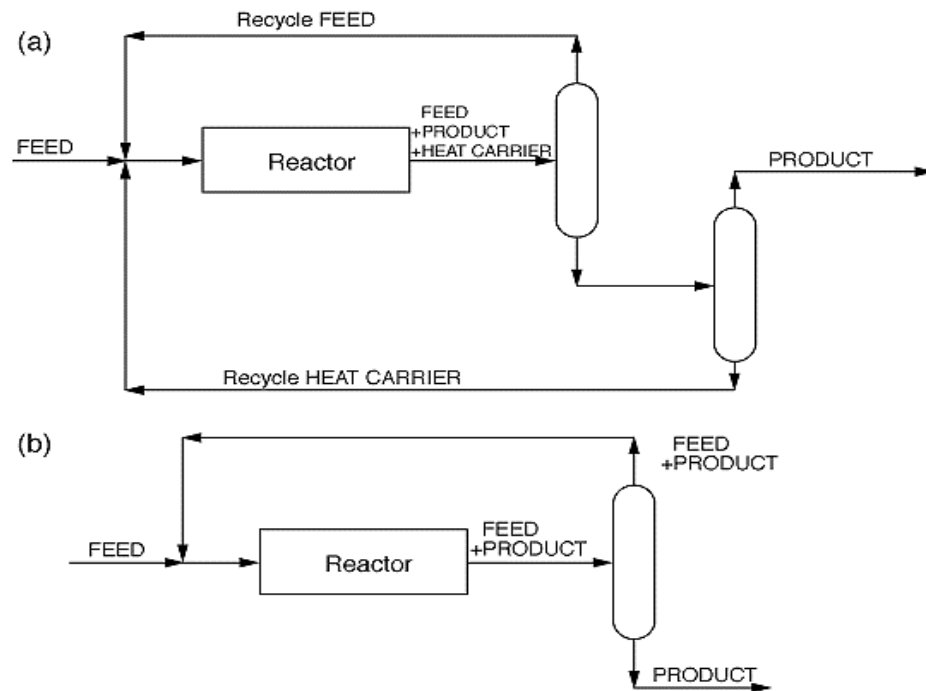 (a)
Recycle FEED
FEED
Reactor
FEED
+PRODUCT
+HEAT CARRIER
PRODUCT
Recycle HEAT CARRIER
(b)
FEED
+PRODUCT
FEED
Reactor
FEED
+PRODUCT
PRODUCT